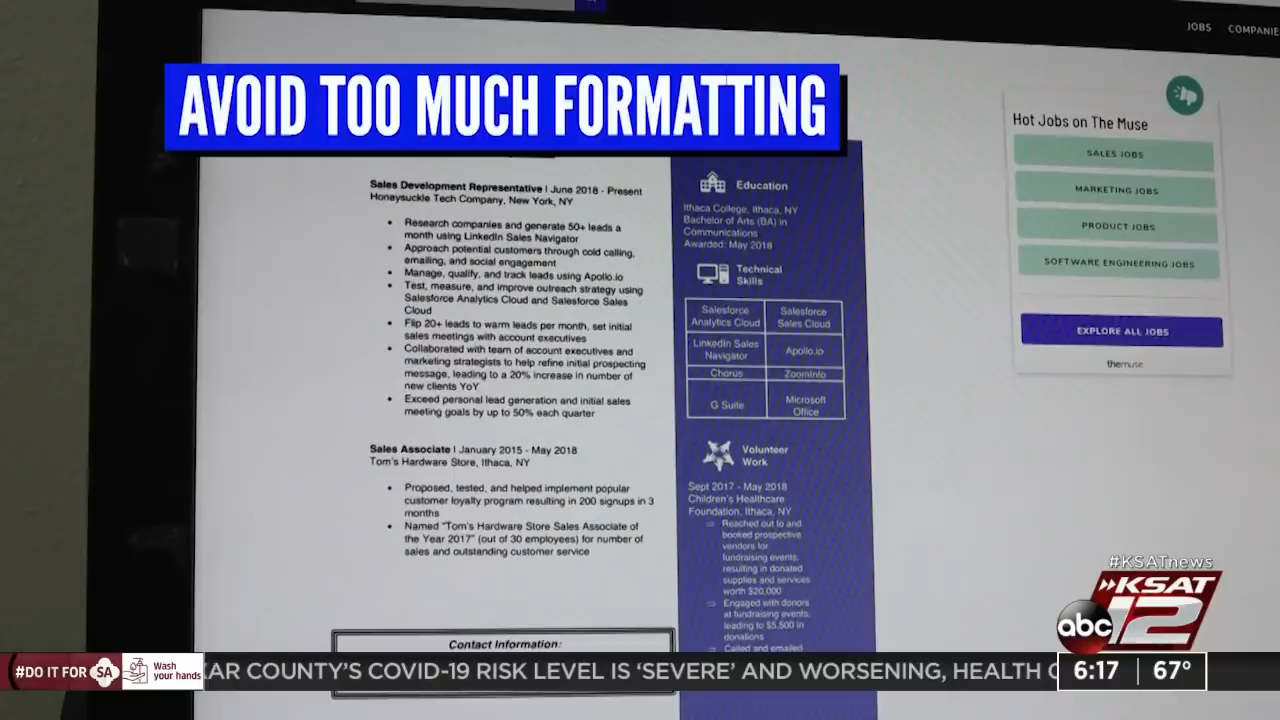 JOBS COMPANIE
AVOID TOO MUCH FORMATTING
Sales Development Representative | June 2018 - Present
Honeysuckle Tech Company, New York, NY
• Research companies and generate 50+ leads a
month using LinkedIn Sales Navigator
• Approach potential customers through cold calling,
emailing, and social engagement
• Manage, qualify, and track leads using Apollo.io
• Test, measure, and improve outreach strategy using
Salesforce Analytics Cloud and Salesforce Sales
Cloud
• Flip 20+ leads to warm leads per month, set initial
sales meetings with account executives
• Collaborated with team of account executives and
marketing strategists to help refine initial prospecting
message, leading to a 20% increase in number of
new clients YoY
• Exceed personal lead generation and initial sales
meeting goals by up to 50% each quarter
Sales Associate | January 2015 - May 2018
Tom's Hardware Store, Ithaca, NY
• Proposed, tested, and helped implement popular
customer loyalty program resulting in 200 signups in 3
months
• Named "Tom's Hardware Store Sales Associate of
the Year 2017" (out of 30 employees) for number of
sales and outstanding customer service
Contact Information:
Education
Ithaca College, Ithaca, NY
Bachelor of Arts (BA) in
Communications
Awarded: May 2018
Technical
Skills
Salesforce
Analytics Cloud
Salesforce
Sales Cloud
LinkedIn Sales
Navigator
Apollo.io
Chorus
ZoomInfo
G Suite
Microsoft
Office
Volunteer
Work
Sept 2017 - May 2018
Children's Healthcare
Foundation, Ithaca, NY
⇒ Reached out to and
booked prospective
vendors for
fundraising events,
resulting in donated
supplies and services
worth $20,000
⇒ Engaged with donors
at fundraising events,
leading to $5,500 in
donations
⇒ Called and emailed
Hot Jobs on The Muse
SALES JOBS
MARKETING JOBS
PRODUCT JOBS
SOFTWARE ENGINEERING JOBS
EXPLORE ALL JOBS
themuse
#KSATnews
KSAT
abc 12
#DO IT FOR SA
Wash
your hands
AR COUNTY'S COVID-19 RISK LEVEL IS 'SEVERE' AND WORSENING, HEALTH
6:17 67°